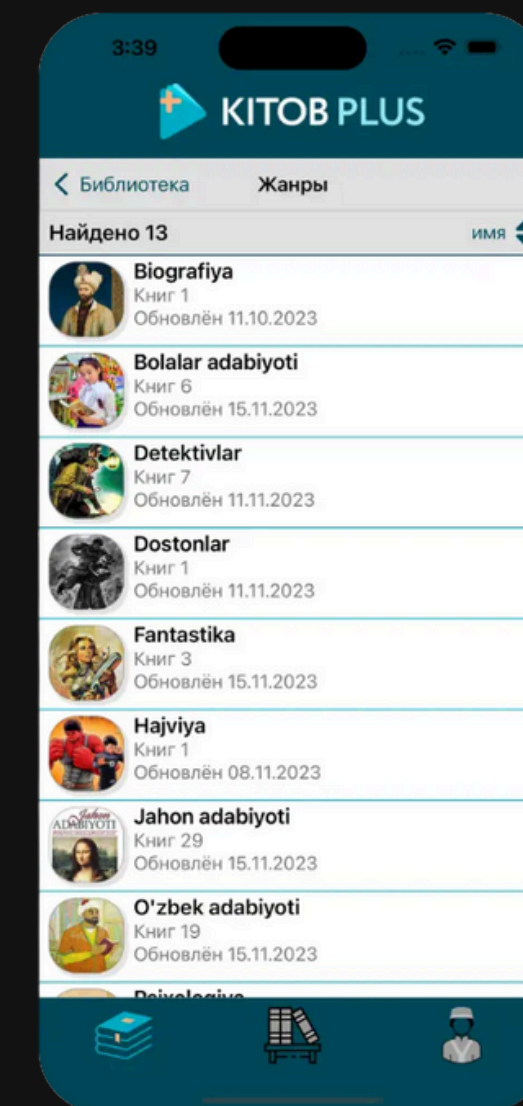 3:39
KITOB PLUS
Библиотека
Жанры
Найдено 13
имя
Biografiya
Книг 1
Обновлён 11.10.2023
Bolalar adabiyoti
Книг 6
Обновлён 15.11.2023
Detektivlar
Книг 7
Обновлён 11.11.2023
Dostonlar
Книг 1
Обновлён 11.11.2023
Fantastika
Книг 3
Обновлён 15.11.2023
Hajviya
Книг 1
Обновлён 08.11.2023
Jahon
ADABIYOTI
Jahon adabiyoti
Книг 29
Обновлён 15.11.2023
O'zbek adabiyoti
Книг 19
Обновлён 15.11.2023